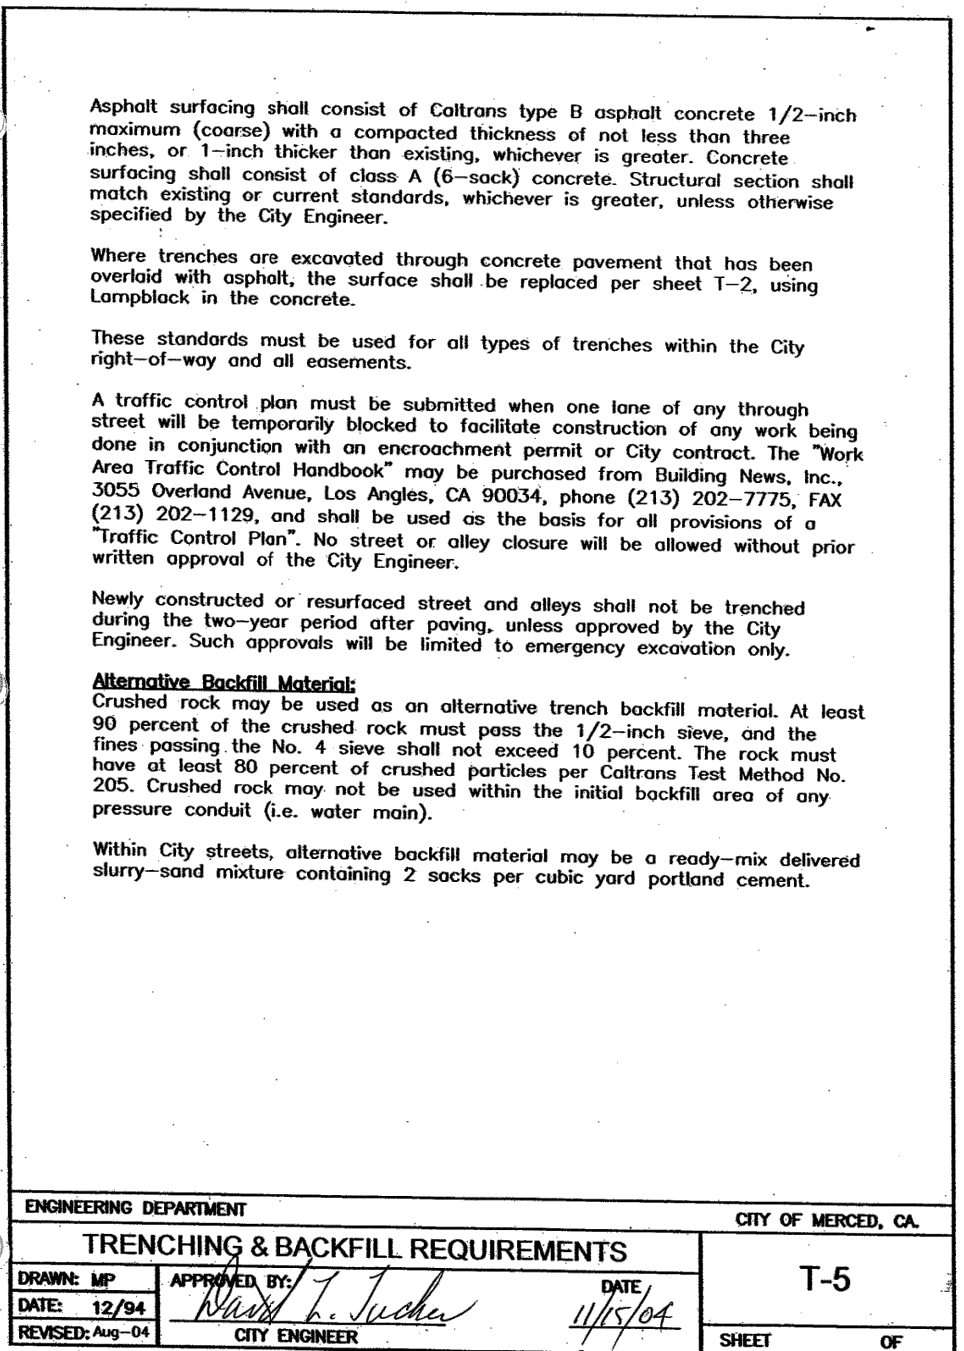 Asphalt surfacing shall consist of Caltrans type B asphalt concrete 1/2-inch
maximum (coarse) with a compacted thickness of not less than three
inches, or 1-inch thicker than existing, whichever is greater. Concrete
surfacing shall consist of class A (6-sack) concrete. Structural section shall
match existing or current standards, whichever is greater, unless otherwise
specified by the City Engineer.
Where trenches are excavated through concrete pavement that has been
overlaid with asphalt, the surface shall be replaced per sheet T-2, using
Lampblack in the concrete.
These standards must be used for all types of trenches within the City
right-of-way and all easements.
A traffic control plan must be submitted when one lane of any through
street will be temporarily blocked to facilitate construction of any work being
done in conjunction with an encroachment permit or City contract. The "Work
Area Traffic Control Handbook" may be purchased from Building News, Inc.,
3055 Overland Avenue, Los Angles, CA 90034, phone (213) 202-7775, FAX
(213) 202-1129, and shall be used as the basis for all provisions of a
"Traffic Control Plan". No street or alley closure will be allowed without prior
written approval of the City Engineer.
Newly constructed or resurfaced street and alleys shall not be trenched
during the two-year period after paving, unless approved by the City
Engineer. Such approvals will be limited to emergency excavation only.
Alternative Backfill Material:
Crushed rock may be used as an alternative trench backfill material. At least
90 percent of the crushed rock must pass the 1/2-inch sieve, and the
fines passing the No. 4 sieve shall not exceed 10 percent. The rock must
have at least 80 percent of crushed particles per Caltrans Test Method No.
205. Crushed rock may not be used within the initial backfill area of any
pressure conduit (i.e. water main).
Within City streets, alternative backfill material may be a ready-mix delivered
slurry-sand mixture containing 2 sacks per cubic yard portland cement.
ENGINEERING DEPARTMENT
CITY OF MERCED, CA.
TRENCHING & BACKFILL REQUIREMENTS
DRAWN: MP
DATE: 12/94
REVISED: Aug-04
APPROVED BY:
David L. Tucker
CITY ENGINEER
DATE
11/15/04
T-5
SHEET OF